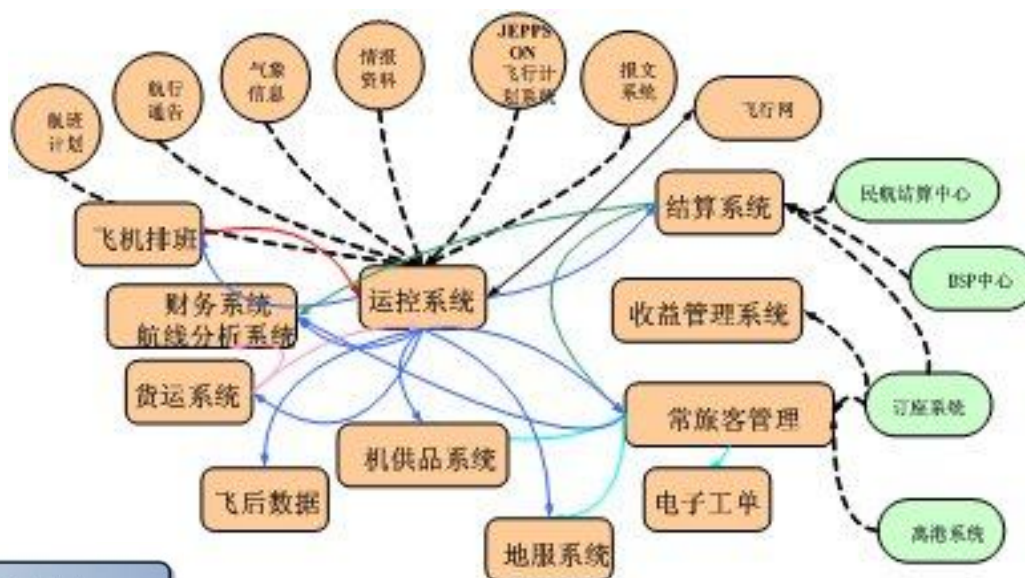 JEPPS
ON
飞行计
划系统
情报
资料
气象
信息
报文
系统
航行
通告
飞行网
航班
计划
民航结算中心
结算系统
飞机排班
BSP中心
运控系统
财务系统
航线分析系统
收益管理系统
货运系统
订座系统
常旅客管理
机供品系统
飞后数据
电子工单
离港系统
地服系统